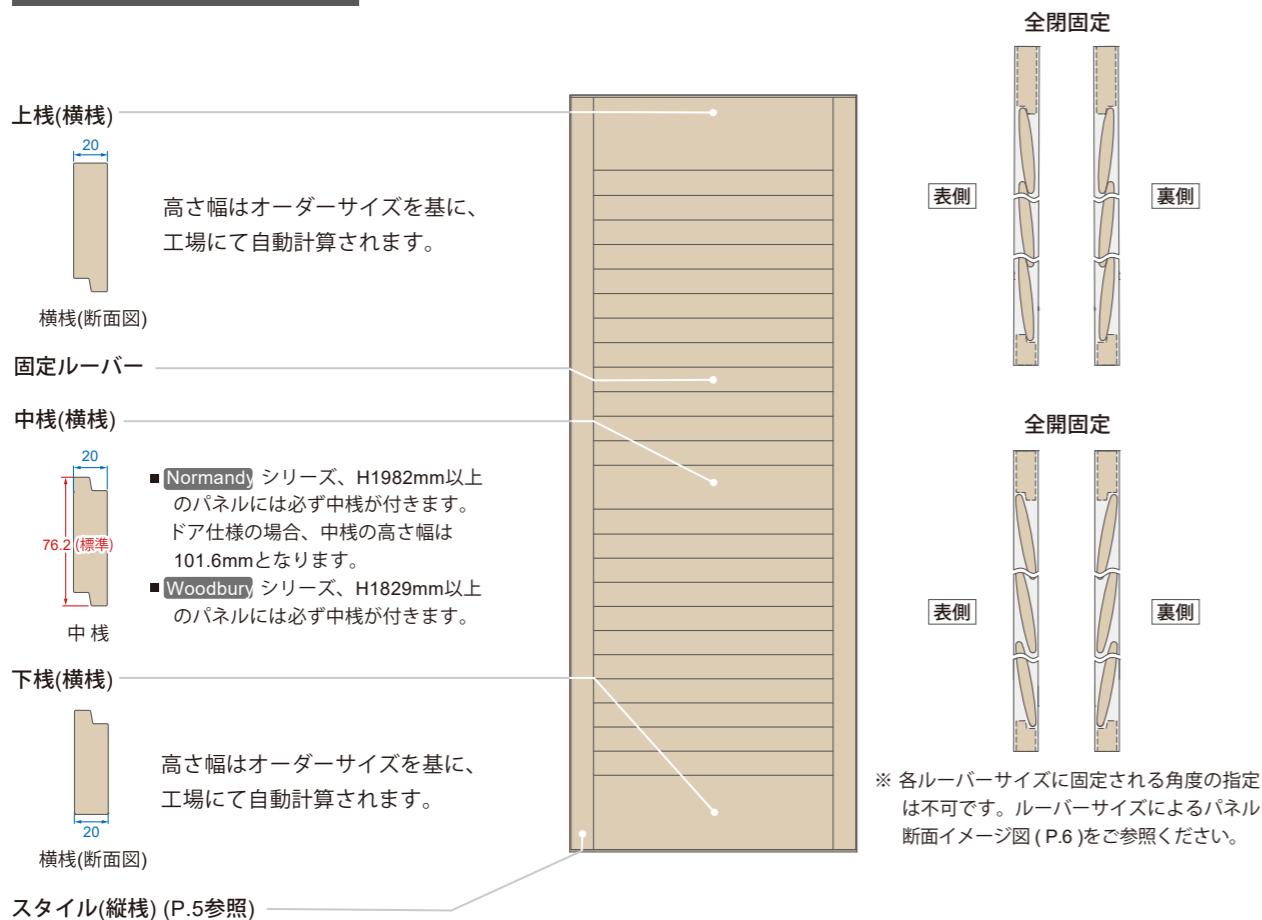 上桟(横桟)
20
高さ幅はオーダーサイズを基に、
工場にて自動計算されます。
横桟(断面図)
固定ルーバー
中桟(横桟)
20
76.2 (標準)
中 桟
■ Normandy シリーズ、H1982mm以上
のパネルには必ず中桟が付きます。
ドア仕様の場合、中桟の高さ幅は
101.6mmとなります。
■ Woodbury シリーズ、H1829mm以上
のパネルには必ず中桟が付きます。
下桟(横桟)
高さ幅はオーダーサイズを基に、
工場にて自動計算されます。
20
横桟(断面図)
スタイル(縦桟) (P.5参照)
全閉固定
表側
裏側
全開固定
表側
裏側
※ 各ルーバーサイズに固定される角度の指定
は不可です。ルーバーサイズによるパネル
断面イメージ図 ( P.6 )をご参照ください。